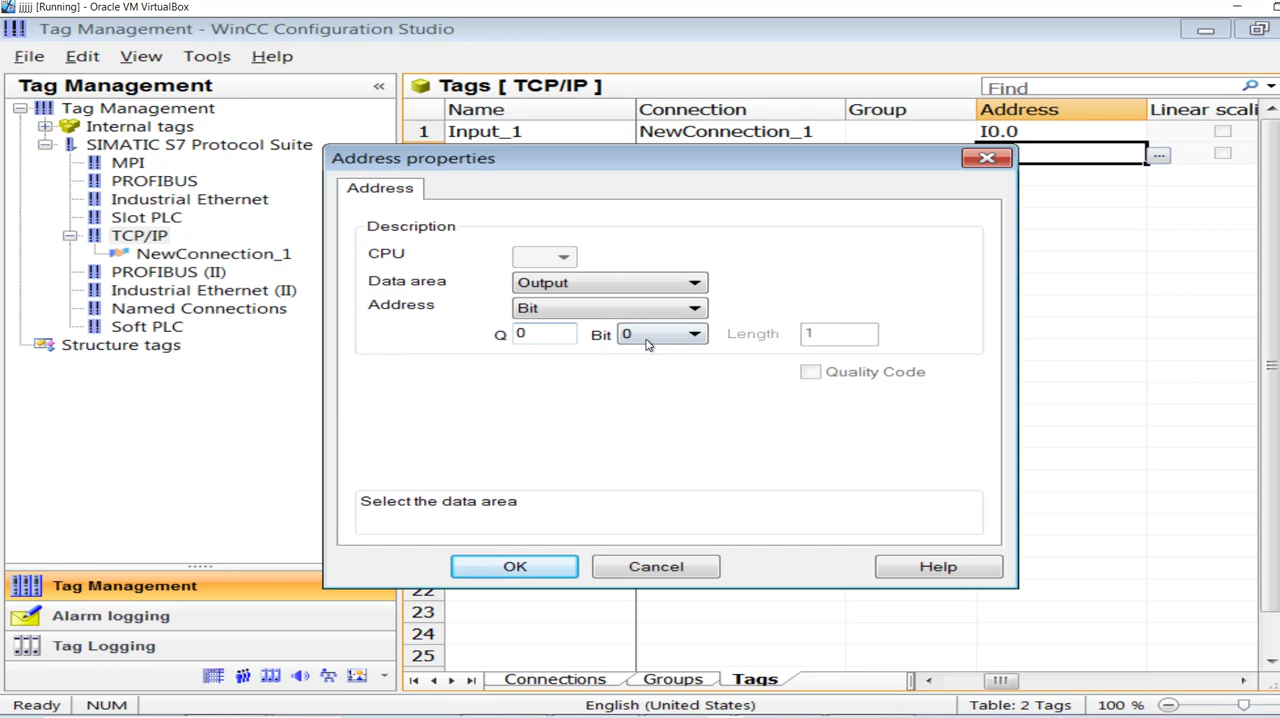 jjjjj [Running] - Oracle VM VirtualBox
Tag Management - WinCC Configuration Studio
File Edit View Tools Help
Tag Management «
Tags [ TCP/IP ]
Find
Tag Management
Internal tags
SIMATIC S7 Protocol Suite
MPI
PROFIBUS
Industrial Ethernet
Slot PLC
TCP/IP
NewConnection_1
PROFIBUS (II)
Industrial Ethernet (II)
Named Connections
Soft PLC
Structure tags
Name Connection Group Address Linear scali
1 Input_1 NewConnection_1 I0.0
...
Address properties
Address
Description
CPU
Data area Output
Address Bit
Q 0 Bit 0 Length 1
Quality Code
Select the data area
OK Cancel Help
22
23
24
25
Tag Management
Alarm logging
Tag Logging
Connections Groups Tags
Ready NUM English (United States) Table: 2 Tags 100 %